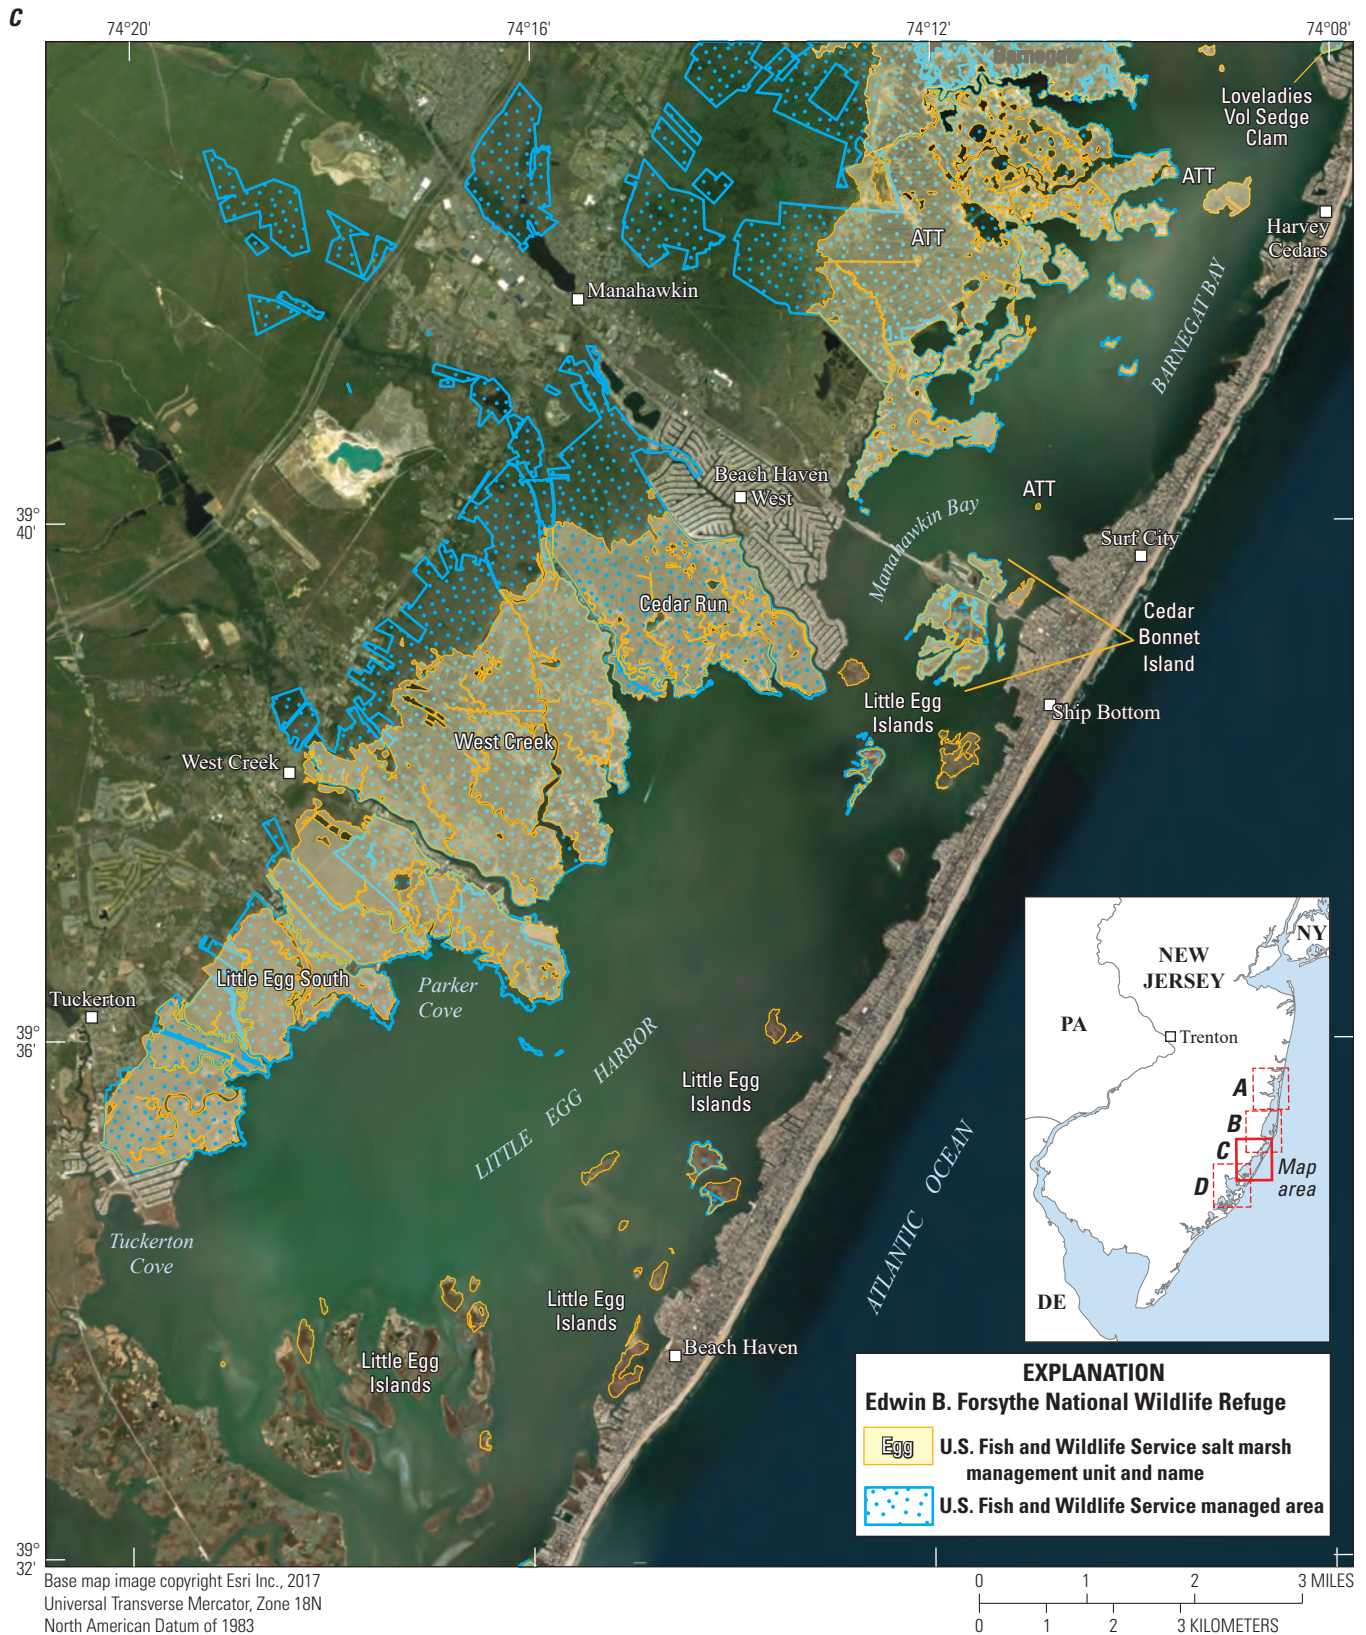 C
74°20'
74°16'
74°12'
74°08'
Barnegat
Loveladies
Vol Sedge
Clam
ATT
ATT
Harvey
Cedars
Manahawkin
BARNEGAT BAY
Beach Haven
West
ATT
39°
40'
Manahawkin Bay
Surf City
Cedar Run
Cedar
Bonnet
Island
Little Egg
Islands
Ship Bottom
West Creek
West Creek
Little Egg South
Parker
Cove
Tuckerton
39°
36'
LITTLE EGG HARBOR
Little Egg
Islands
ATLANTIC OCEAN
Tuckerton
Cove
Little Egg
Islands
Beach Haven
Little Egg
Islands
NY
NEW
JERSEY
PA
Trenton
A
B
C
Map
area
D
DE
EXPLANATION
Edwin B. Forsythe National Wildlife Refuge
Egg
U.S. Fish and Wildlife Service salt marsh
management unit and name
U.S. Fish and Wildlife Service managed area
39°
32'
Base map image copyright Esri Inc., 2017
Universal Transverse Mercator, Zone 18N
North American Datum of 1983
0 1 2 3 MILES
0 1 2 3 KILOMETERS